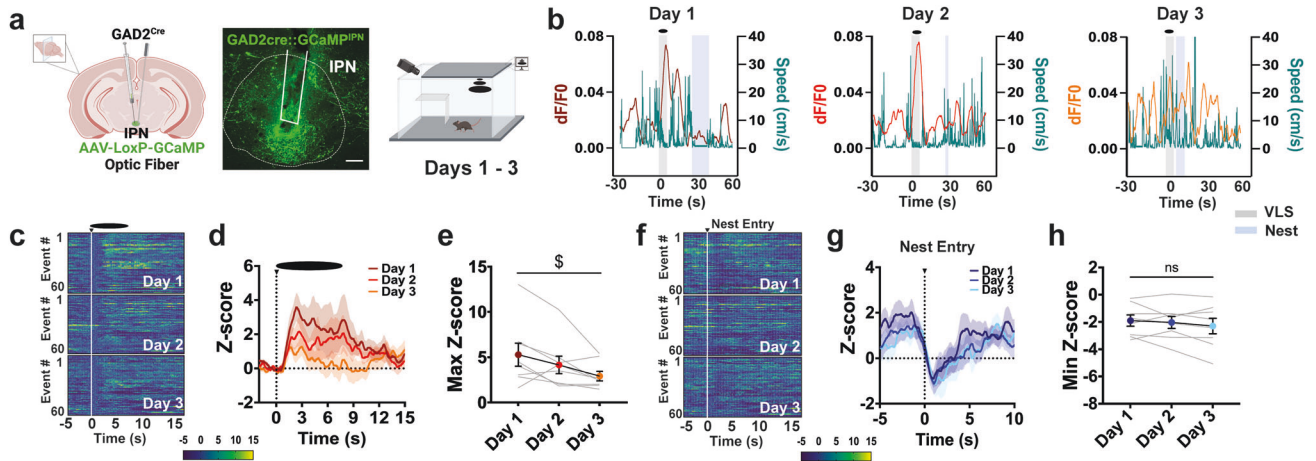 a
GAD2Cre
IPN
AAV-LoxP-GCaMP
Optic Fiber
GAD2cre::GCaMPIPN
IPN
Days 1 - 3
b
Day 1
0.08
0.04
0.00
dF/F0
40
30
20
10
0
Speed (cm/s)
-30 0 30 60
Time (s)
Day 2
0.08
0.04
0.00
dF/F0
40
30
20
10
0
Speed (cm/s)
-30 0 30 60
Time (s)
Day 3
0.08
0.04
0.00
dF/F0
40
30
20
10
0
Speed (cm/s)
-30 0 30 60
Time (s)
VLS
Nest
c
Event #
1
60
Day 1
Event #
1
60
Day 2
Event #
1
60
Day 3
-5 0 5 10 15
Time (s)
-5 0 5 10 15
d
Day 1
Day 2
Day 3
Z-score
6
4
2
0
-2
0 3 6 9 12 15
Time (s)
e
$
Max Z-score
15
10
5
0
Day 1
Day 2
Day 3
f
Nest Entry
Event #
1
60
Day 1
Event #
1
60
Day 2
Event #
1
60
Day 3
-5 0 5 10 15
Time (s)
-5 0 5 10 15
g
Nest Entry
Day 1
Day 2
Day 3
Z-score
4
2
0
-2
-5 0 5 10
Time (s)
h
ns
Min Z-score
2
0
-2
-4
-6
-8
Day 1
Day 2
Day 3